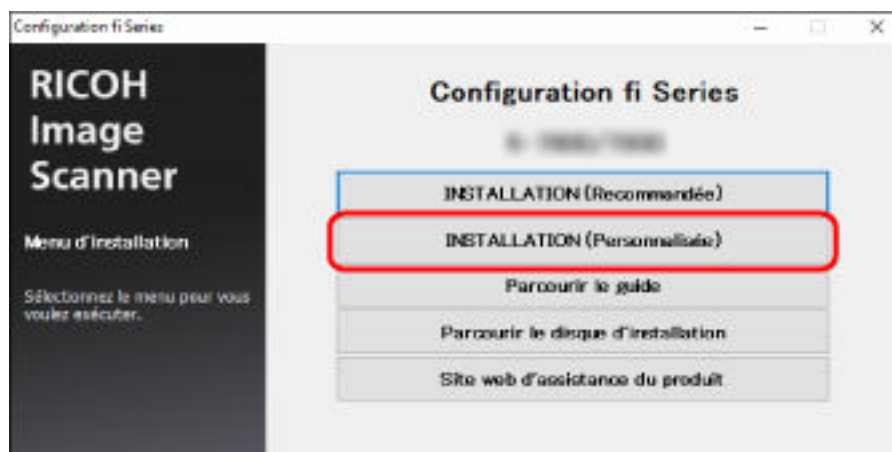 Configuration fi Series
RICOH
Image
Scanner
Menu d'installation
Sélectionnez le menu pour vous
voulez exécuter.
Configuration fi Series
INSTALLATION (Recommandée)
INSTALLATION (Personnalisée)
Parcourir le guide
Parcourir le disque d'installation
Site web d'assistance du produit